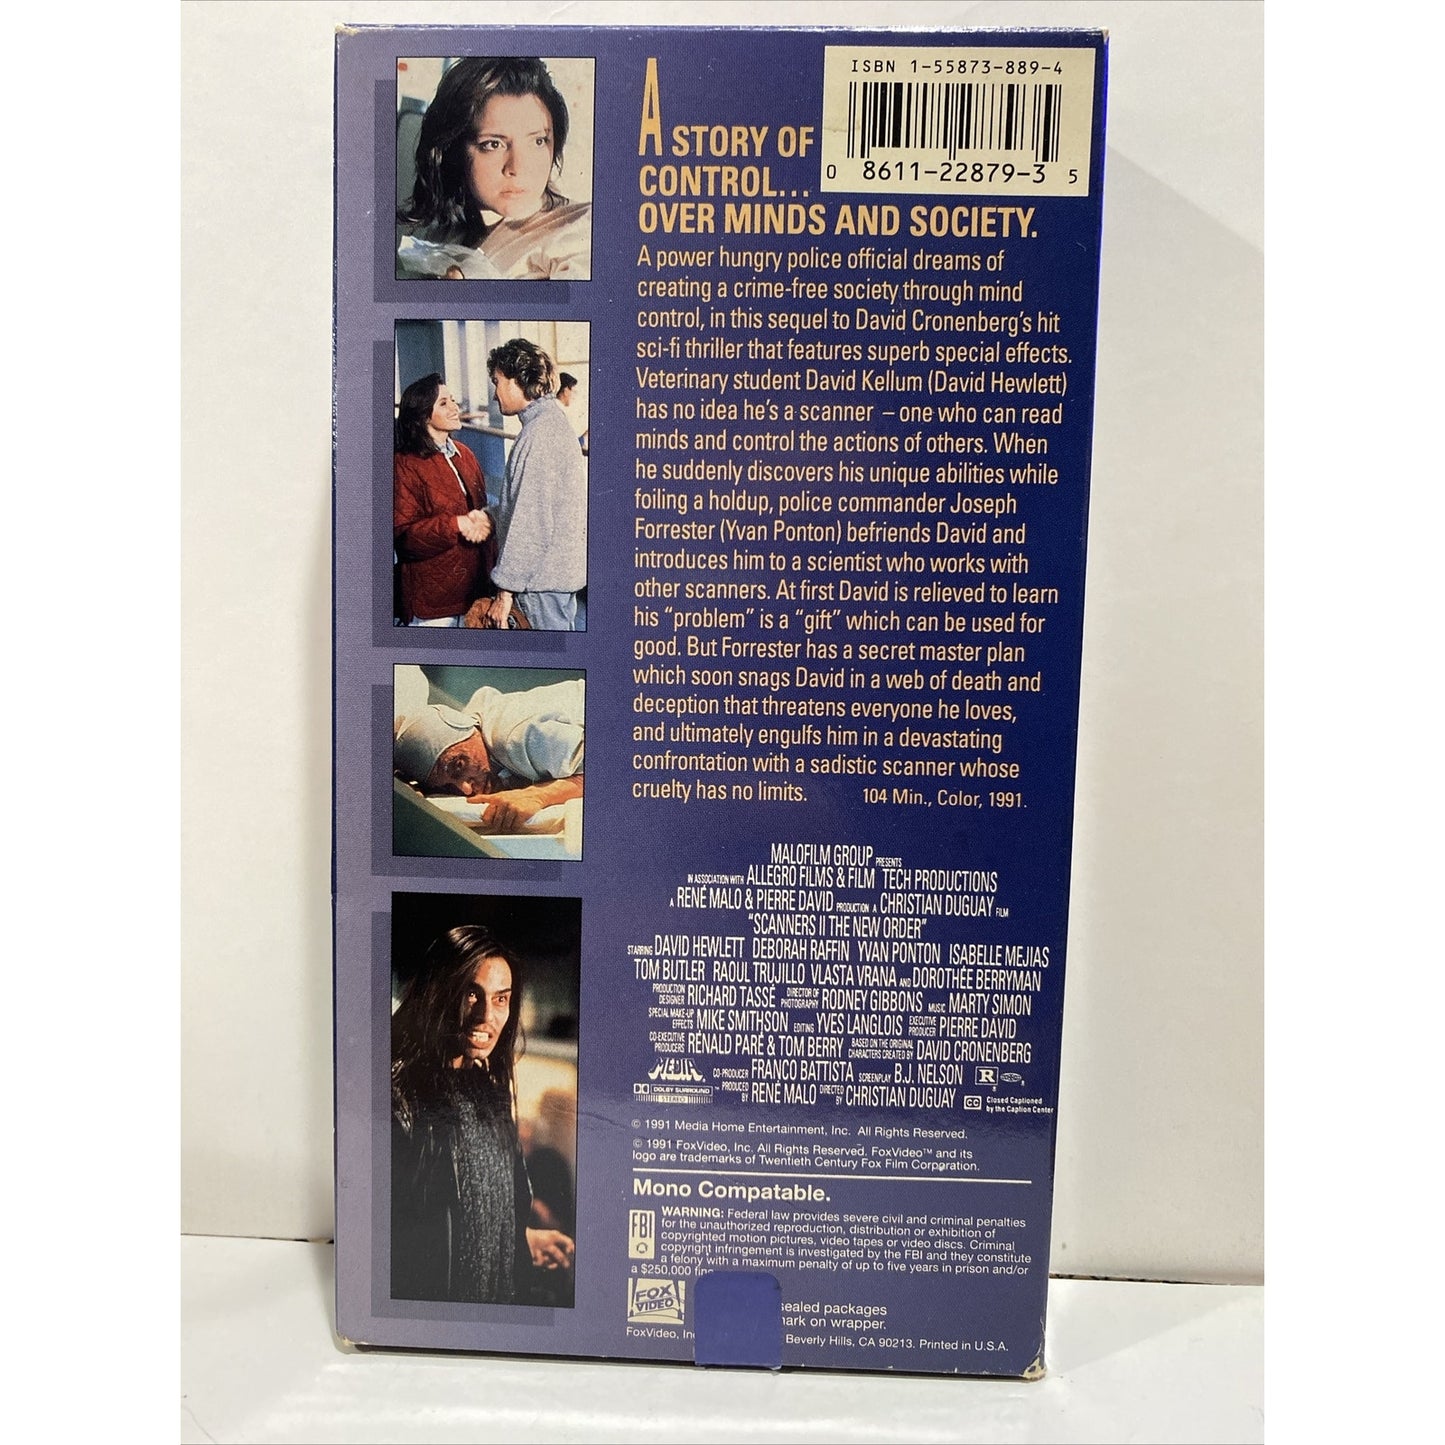 ISBN 1-55873-889-4
0 8611-22879-3 5
A STORY OF
CONTROL...
OVER MINDS AND SOCIETY.
A power hungry police official dreams of
creating a crime-free society through mind
control, in this sequel to David Cronenberg's hit
sci-fi thriller that features superb special effects.
Veterinary student David Kellum (David Hewlett)
has no idea he's a scanner – one who can read
minds and control the actions of others. When
he suddenly discovers his unique abilities while
foiling a holdup, police commander Joseph
Forrester (Yvan Ponton) befriends David and
introduces him to a scientist who works with
other scanners. At first David is relieved to learn
his "problem" is a "gift" which can be used for
good. But Forrester has a secret master plan
which soon snags David in a web of death and
deception that threatens everyone he loves,
and ultimately engulfs him in a devastating
confrontation with a sadistic scanner whose
cruelty has no limits. 104 Min., Color, 1991.
MALOFILM GROUP PRESENTS
IN ASSOCIATION WITH ALLEGRO FILMS & FILM TECH PRODUCTIONS
A RENÉ MALO & PIERRE DAVID PRODUCTION A CHRISTIAN DUGUAY FILM
"SCANNERS II THE NEW ORDER"
STARRING DAVID HEWLETT DEBORAH RAFFIN YVAN PONTON ISABELLE MEJIAS
TOM BUTLER RAOUL TRUJILLO VLASTA VRANA AND DOROTHÉE BERRYMAN
PRODUCTION DESIGNER RICHARD TASSÉ DIRECTOR OF PHOTOGRAPHY RODNEY GIBBONS MUSIC MARTY SIMON
SPECIAL MAKE-UP EFFECTS MIKE SMITHSON EDITING YVES LANGLOIS EXECUTIVE PRODUCER PIERRE DAVID
CO-EXECUTIVE PRODUCERS RÉNALD PARÉ & TOM BERRY BASED ON THE ORIGINAL CHARACTERS CREATED BY DAVID CRONENBERG
MEDIA CO-PRODUCER FRANCO BATTISTA SCREENPLAY B.J. NELSON R
DOLBY SURROUND STEREO PRODUCED BY RENÉ MALO DIRECTED BY CHRISTIAN DUGUAY CC Closed Captioned by the Caption Center
© 1991 Media Home Entertainment, Inc. All Rights Reserved.
© 1991 FoxVideo, Inc. All Rights Reserved. FoxVideo™ and its
logo are trademarks of Twentieth Century Fox Film Corporation.
Mono Compatable.
FBI WARNING: Federal law provides severe civil and criminal penalties
for the unauthorized reproduction, distribution or exhibition of
copyrighted motion pictures, video tapes or video discs. Criminal
copyright infringement is investigated by the FBI and they constitute
a felony with a maximum penalty of up to five years in prison and/or
a $250,000
FOX VIDEO
sealed packages
on wrapper.
FoxVideo, Beverly Hills, CA 90213. Printed in U.S.A.